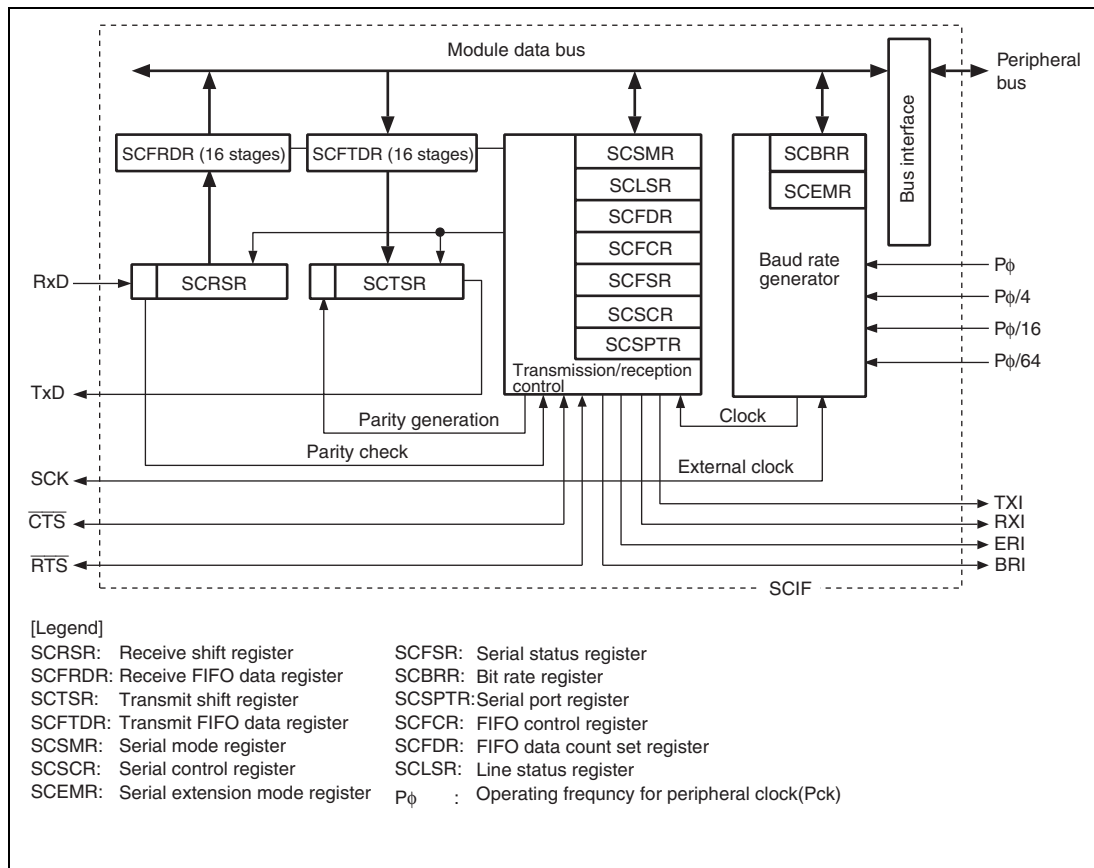 Module data bus
Peripheral
bus
Bus interface
SCFRDR (16 stages)
SCFTDR (16 stages)
SCSMR
SCLSR
SCFDR
SCFCR
SCFSR
SCSCR
SCSPTR
Transmission/reception
control
SCBRR
SCEMR
Baud rate
generator
RxD
SCRSR
SCTSR
Pϕ
Pϕ/4
Pϕ/16
Pϕ/64
TxD
Parity generation
Clock
Parity check
External clock
SCK
CTS
RTS
TXI
RXI
ERI
BRI
SCIF
[Legend]
SCRSR: Receive shift register
SCFRDR: Receive FIFO data register
SCTSR: Transmit shift register
SCFTDR: Transmit FIFO data register
SCSMR: Serial mode register
SCSCR: Serial control register
SCEMR: Serial extension mode register
SCFSR: Serial status register
SCBRR: Bit rate register
SCSPTR: Serial port register
SCFCR: FIFO control register
SCFDR: FIFO data count set register
SCLSR: Line status register
Pϕ : Operating frequncy for peripheral clock(Pck)